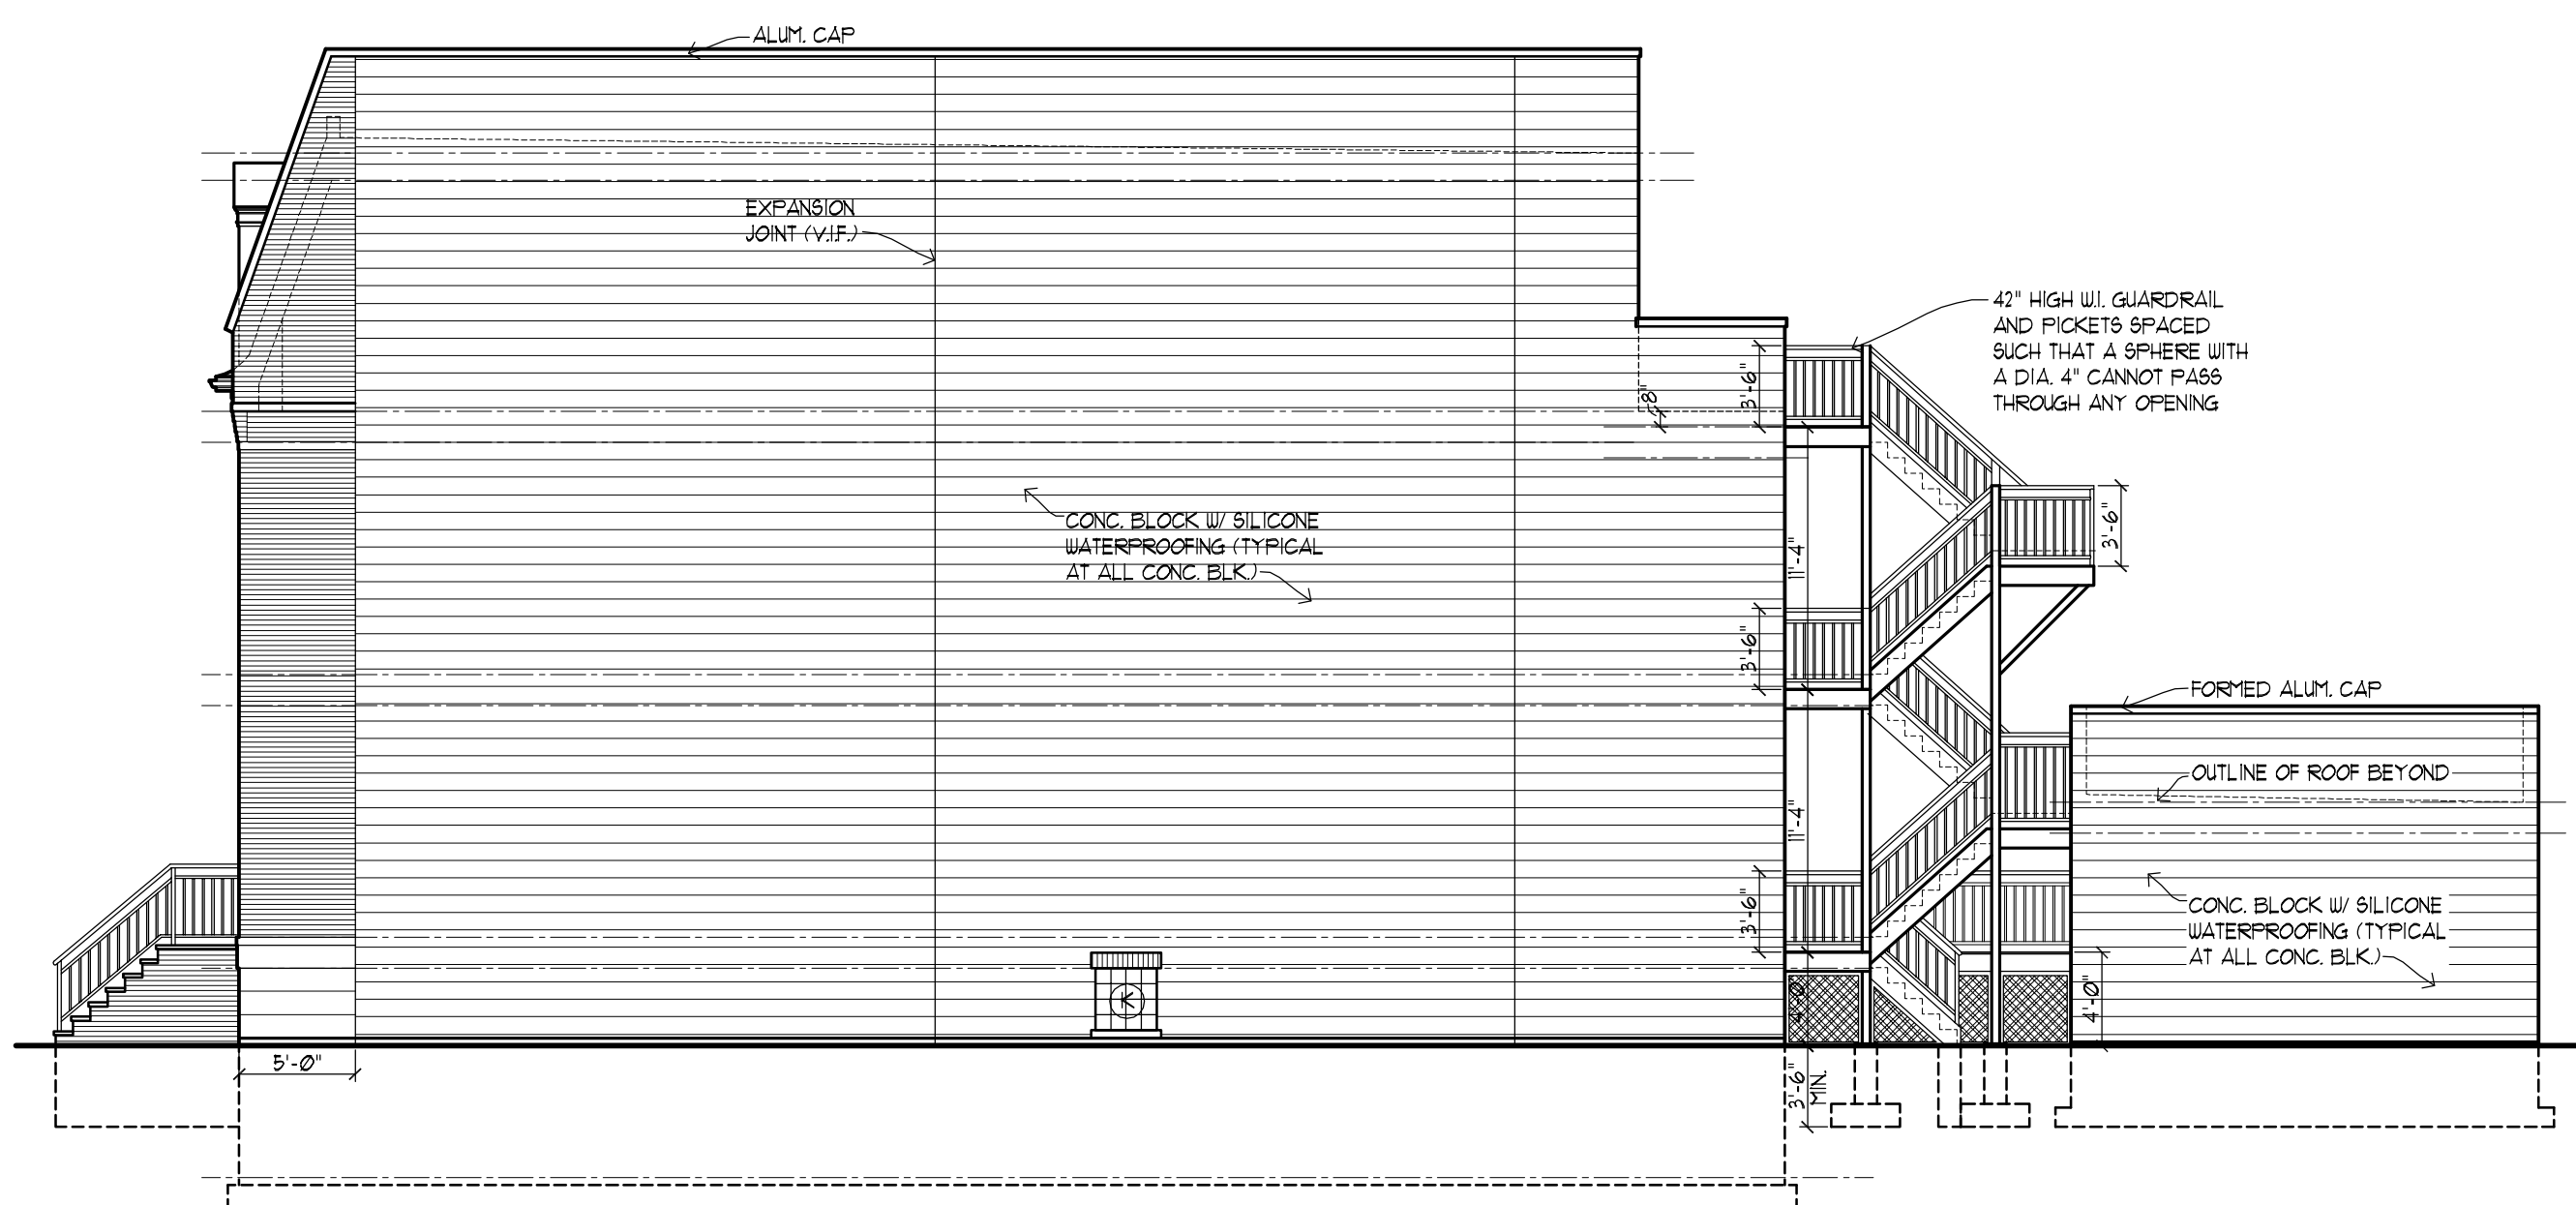 ALUM. CAP
EXPANSION
JOINT (V.I.F.)
42" HIGH W.I. GUARDRAIL
AND PICKETS SPACED
SUCH THAT A SPHERE WITH
A DIA. 4" CANNOT PASS
THROUGH ANY OPENING
3'-6"
8"
3'-6"
CONC. BLOCK W/ SILICONE
WATERPROOFING (TYPICAL
AT ALL CONC. BLK.)
11'-4"
3'-6"
FORMED ALUM. CAP
OUTLINE OF ROOF BEYOND
11'-4"
3'-6"
CONC. BLOCK W/ SILICONE
WATERPROOFING (TYPICAL
AT ALL CONC. BLK.)
K
4'-0"
4'-0"
5'-0"
3'-6"
MIN.